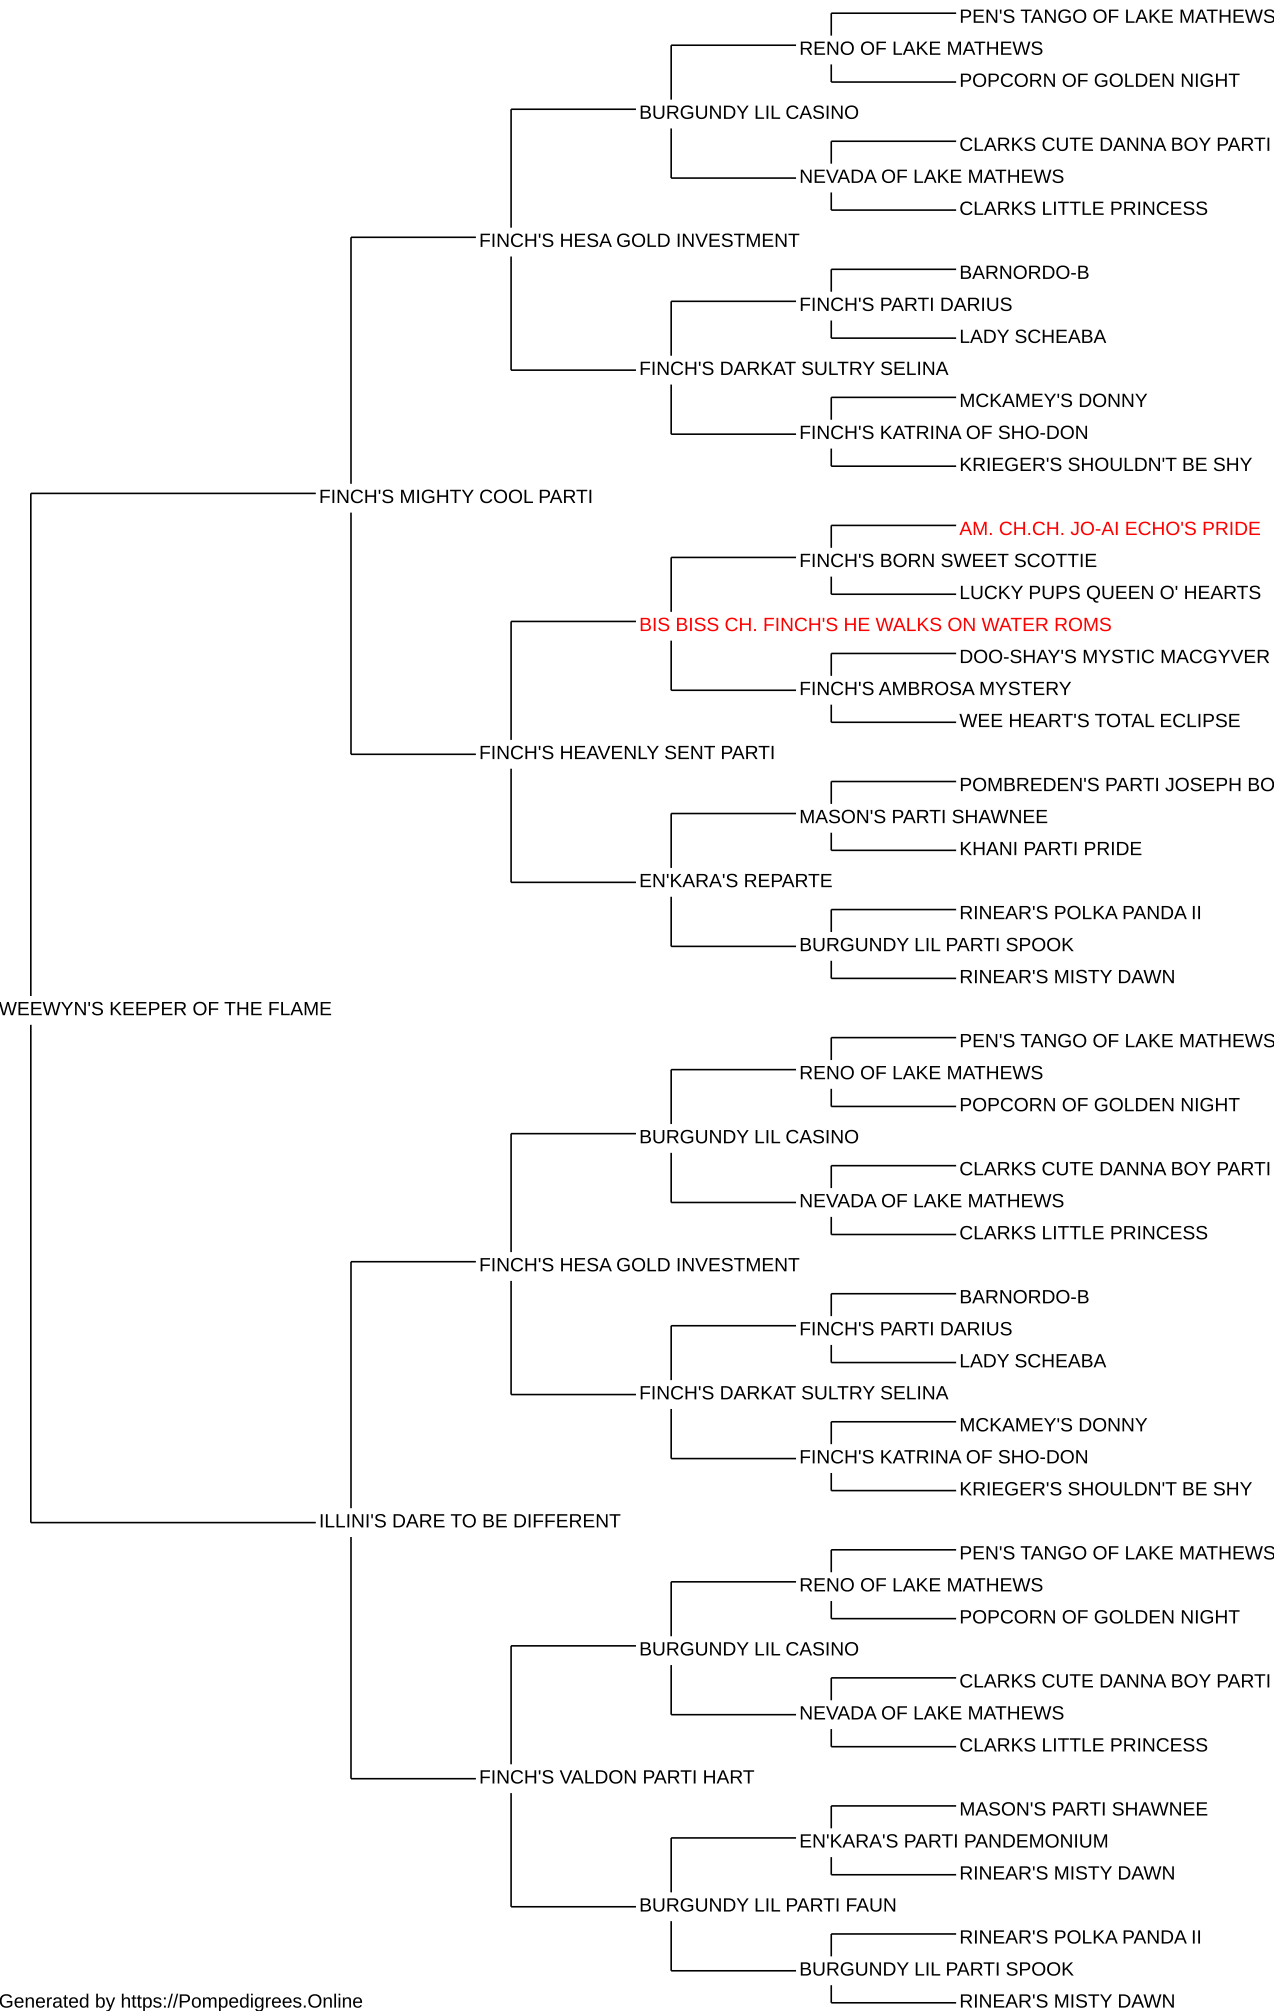 PEN'S TANGO OF LAKE MATHEWS
RENO OF LAKE MATHEWS
POPCORN OF GOLDEN NIGHT
BURGUNDY LIL CASINO
CLARKS CUTE DANNA BOY PARTI
NEVADA OF LAKE MATHEWS
CLARKS LITTLE PRINCESS
FINCH'S HESA GOLD INVESTMENT
BARNORDO-B
FINCH'S PARTI DARIUS
LADY SCHEABA
FINCH'S DARKAT SULTRY SELINA
MCKAMEY'S DONNY
FINCH'S KATRINA OF SHO-DON
KRIEGER'S SHOULDN'T BE SHY
FINCH'S MIGHTY COOL PARTI
AM. CH.CH. JO-AI ECHO'S PRIDE
FINCH'S BORN SWEET SCOTTIE
LUCKY PUPS QUEEN O' HEARTS
BIS BISS CH. FINCH'S HE WALKS ON WATER ROMS
DOO-SHAY'S MYSTIC MACGYVER
FINCH'S AMBROSA MYSTERY
WEE HEART'S TOTAL ECLIPSE
FINCH'S HEAVENLY SENT PARTI
POMBREDEN'S PARTI JOSEPH BO
MASON'S PARTI SHAWNEE
KHANI PARTI PRIDE
EN'KARA'S REPARTE
RINEAR'S POLKA PANDA II
BURGUNDY LIL PARTI SPOOK
RINEAR'S MISTY DAWN
WEEWYN'S KEEPER OF THE FLAME
PEN'S TANGO OF LAKE MATHEWS
RENO OF LAKE MATHEWS
POPCORN OF GOLDEN NIGHT
BURGUNDY LIL CASINO
CLARKS CUTE DANNA BOY PARTI
NEVADA OF LAKE MATHEWS
CLARKS LITTLE PRINCESS
FINCH'S HESA GOLD INVESTMENT
BARNORDO-B
FINCH'S PARTI DARIUS
LADY SCHEABA
FINCH'S DARKAT SULTRY SELINA
MCKAMEY'S DONNY
FINCH'S KATRINA OF SHO-DON
KRIEGER'S SHOULDN'T BE SHY
ILLINI'S DARE TO BE DIFFERENT
PEN'S TANGO OF LAKE MATHEWS
RENO OF LAKE MATHEWS
POPCORN OF GOLDEN NIGHT
BURGUNDY LIL CASINO
CLARKS CUTE DANNA BOY PARTI
NEVADA OF LAKE MATHEWS
CLARKS LITTLE PRINCESS
FINCH'S VALDON PARTI HART
MASON'S PARTI SHAWNEE
EN'KARA'S PARTI PANDEMONIUM
RINEAR'S MISTY DAWN
BURGUNDY LIL PARTI FAUN
RINEAR'S POLKA PANDA II
BURGUNDY LIL PARTI SPOOK
RINEAR'S MISTY DAWN
Generated by https://Pompedigrees.Online